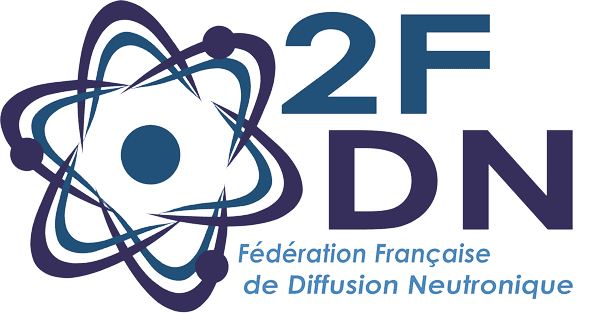 2F
DN
Fédération Française
de Diffusion Neutronique